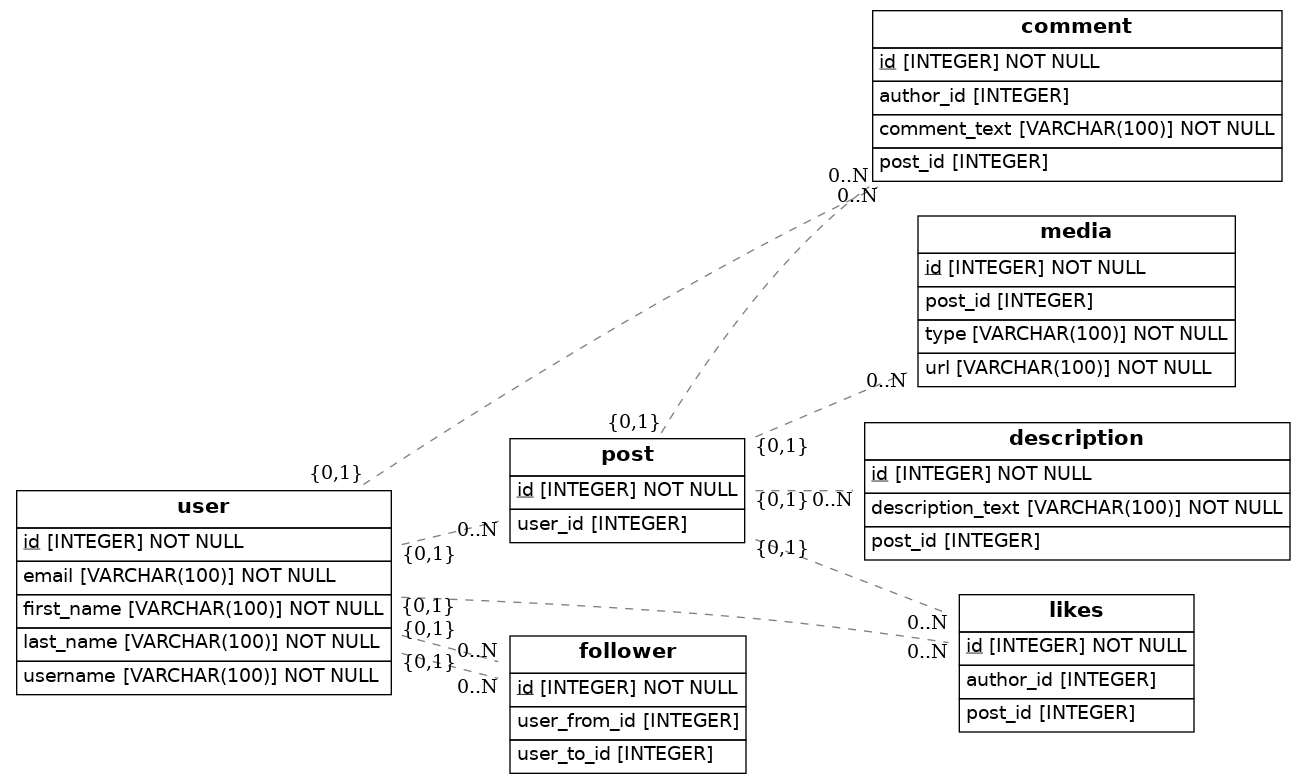 comment
id [INTEGER] NOT NULL
author_id [INTEGER]
comment_text [VARCHAR(100)] NOT NULL
post_id [INTEGER]
0..N
0..N
media
id [INTEGER] NOT NULL
post_id [INTEGER]
type [VARCHAR(100)] NOT NULL
url [VARCHAR(100)] NOT NULL
0..N
{0,1}
{0,1}
post
id [INTEGER] NOT NULL
user_id [INTEGER]
{0,1}
{0,1}
0..N
{0,1}
description
id [INTEGER] NOT NULL
description_text [VARCHAR(100)] NOT NULL
post_id [INTEGER]
{0,1}
user
id [INTEGER] NOT NULL
email [VARCHAR(100)] NOT NULL
first_name [VARCHAR(100)] NOT NULL
last_name [VARCHAR(100)] NOT NULL
username [VARCHAR(100)] NOT NULL
0..N
{0,1}
{0,1}
{0,1}
{0,1}
0..N
0..N
follower
id [INTEGER] NOT NULL
user_from_id [INTEGER]
user_to_id [INTEGER]
0..N
0..N
likes
id [INTEGER] NOT NULL
author_id [INTEGER]
post_id [INTEGER]